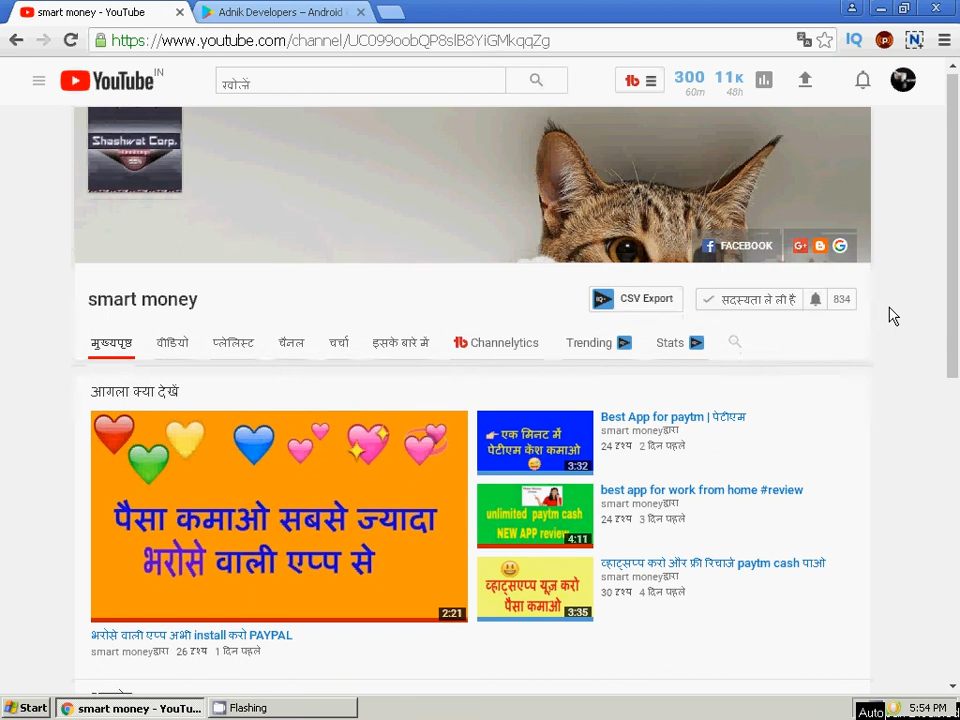 smart money - YouTube
Adnik Developers – Android
https://www.youtube.com/channel/UC099oobQP8slB8YiGMkqqZg
YouTube IN
खोजें
300 60m
11K 48h
Shashwat Corp.
FACEBOOK
smart money
CSV Export
सदस्यता ले ली है
834
मुख्यपृष्ठ
वीडियो
प्लेलिस्ट
चैनल
चर्चा
इसके बारे में
Channelytics
Trending
Stats
आगला क्या देखें
पैसा कमाओ सबसे ज्यादा
भरोसे वाली एप्प से
2:21
भरोसे वाली एप्प अभी install करो PAYPAL
smart moneyद्वारा 26 दृश्य 1 दिन पहले
एक मिनट में
पेटीएम कॅश कमाओ
3:32
Best App for paytm | पेटीएम
smart moneyद्वारा
24 दृश्य 2 दिन पहले
unlimited paytm cash
NEW APP review
4:11
best app for work from home #review
smart moneyद्वारा
24 दृश्य 3 दिन पहले
व्हाट्सएप्प यूज़ करो
पैसा कमाओ
3:35
व्हाट्सप्प करो और फ्री रिचार्ज paytm cash पाओ
smart moneyद्वारा
30 दृश्य 4 दिन पहले
Start
smart money - YouTu...
Flashing
5:54 PM